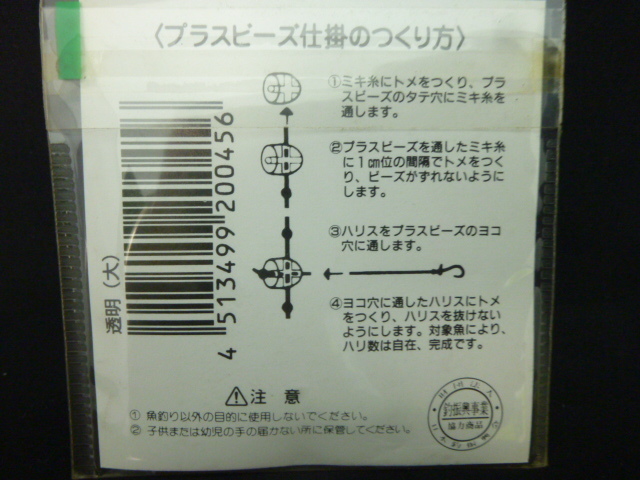 〈プラスビーズ仕掛のつくり方〉
①ミキ糸にトメをつくり、プラ
スビーズのタテ穴にミキ糸を
通します。
②プラスビーズを通したミキ糸
に1cm位の間隔でトメをつく
り、ビーズがずれないように
します。
③ハリスをプラスビーズのヨコ
穴に通します。
④ヨコ穴に通したハリスにトメ
をつくり、ハリスを抜けない
ようにします。対象魚により、
ハリ数は自在、完成です。
透明（大）
4 513499 200456
⚠注 意
① 魚釣り以外の目的に使用しないでください。
② 子供または幼児の手の届かない所に保管してください。
釣振興事業
協力商品